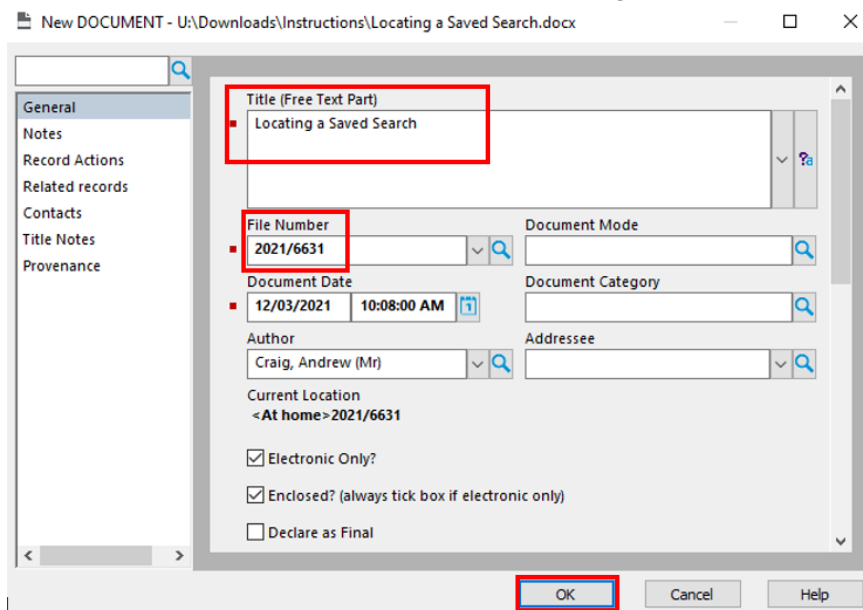 New DOCUMENT - U:\Downloads\Instructions\Locating a Saved Search.docx
General
Notes
Record Actions
Related records
Contacts
Title Notes
Provenance
Title (Free Text Part)
Locating a Saved Search
File Number
Document Mode
2021/6631
Document Date
Document Category
12/03/2021 10:08:00 AM
Author
Addressee
Craig, Andrew (Mr)
Current Location
<At home>2021/6631
Electronic Only?
Enclosed? (always tick box if electronic only)
Declare as Final
OK Cancel Help